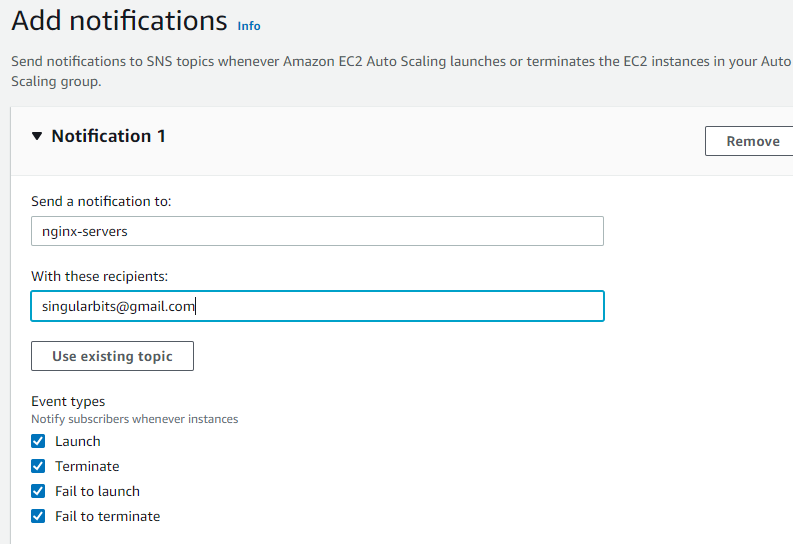 Add notifications Info
Send notifications to SNS topics whenever Amazon EC2 Auto Scaling launches or terminates the EC2 instances in your Auto
Scaling group.
Notification 1
Remove
Send a notification to:
nginx-servers
With these recipients:
singularbits@gmail.com
Use existing topic
Event types
Notify subscribers whenever instances
Launch
Terminate
Fail to launch
Fail to terminate